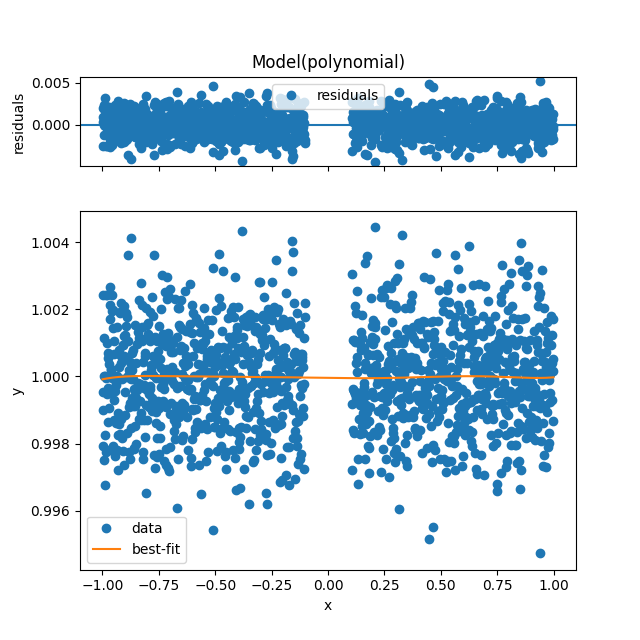 Model(polynomial)
0.005
0.000
residuals
residuals
1.004
1.002
1.000
0.998
0.996
y
data
best-fit
−1.00 −0.75 −0.50 −0.25 0.00 0.25 0.50 0.75 1.00
x